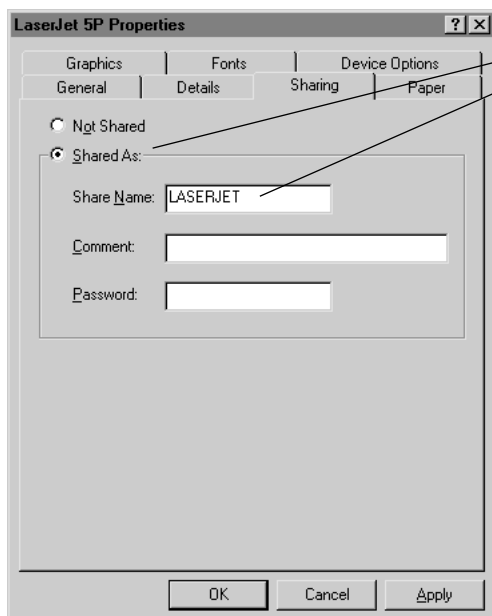 LaserJet 5P Properties ? ×
Graphics Fonts Device Options
General Details Sharing Paper
Not Shared
Shared As:
Share Name: LASERJET
Comment:
Password:
OK Cancel Apply